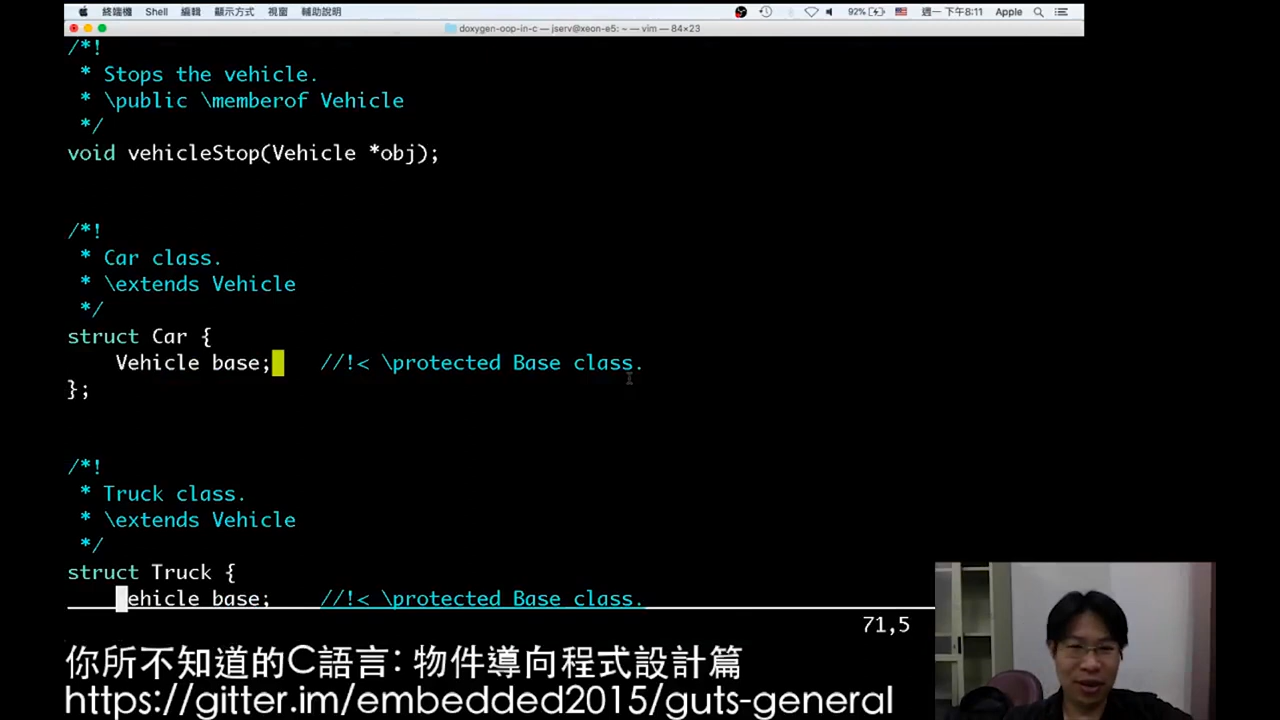 終端機 Shell 編輯 顯示方式 視窗 輔助說明 92% 週一 下午8:11 Apple
doxygen-oop-in-c — jserv@xeon-e5: ~ — vim — 84×23
/*!
 * Stops the vehicle.
 * \public \memberof Vehicle
 */
void vehicleStop(Vehicle *obj);
/*!
 * Car class.
 * \extends Vehicle
 */
struct Car {
    Vehicle base;    //!< \protected Base class.
};
/*!
 * Truck class.
 * \extends Vehicle
 */
struct Truck {
    Vehicle base;    //!< \protected Base class.
71,5
你所不知道的C語言: 物件導向程式設計篇
https://gitter.im/embedded2015/guts-general